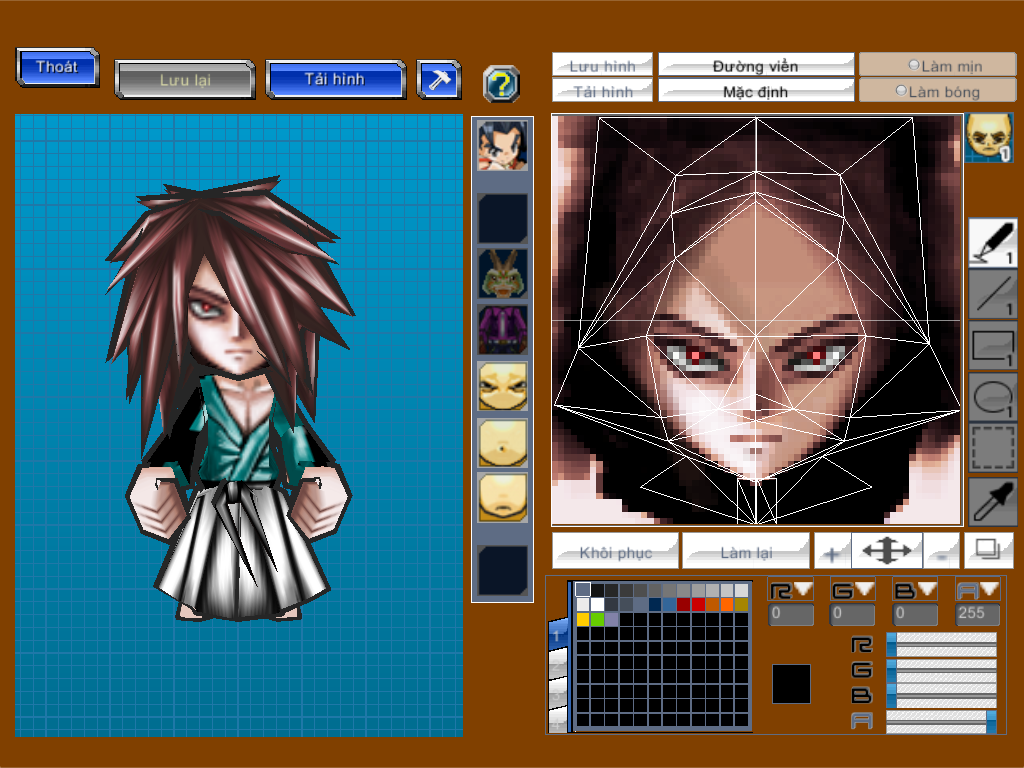 Thoát
Lưu lại
Tải hình
?
Lưu hình
Đường viền
Làm mịn
Tải hình
Mặc định
Làm bóng
1
1
1
1
1
Khôi phục
Làm lại
+
-
R
G
B
A
0
0
0
255
1
R
G
B
A